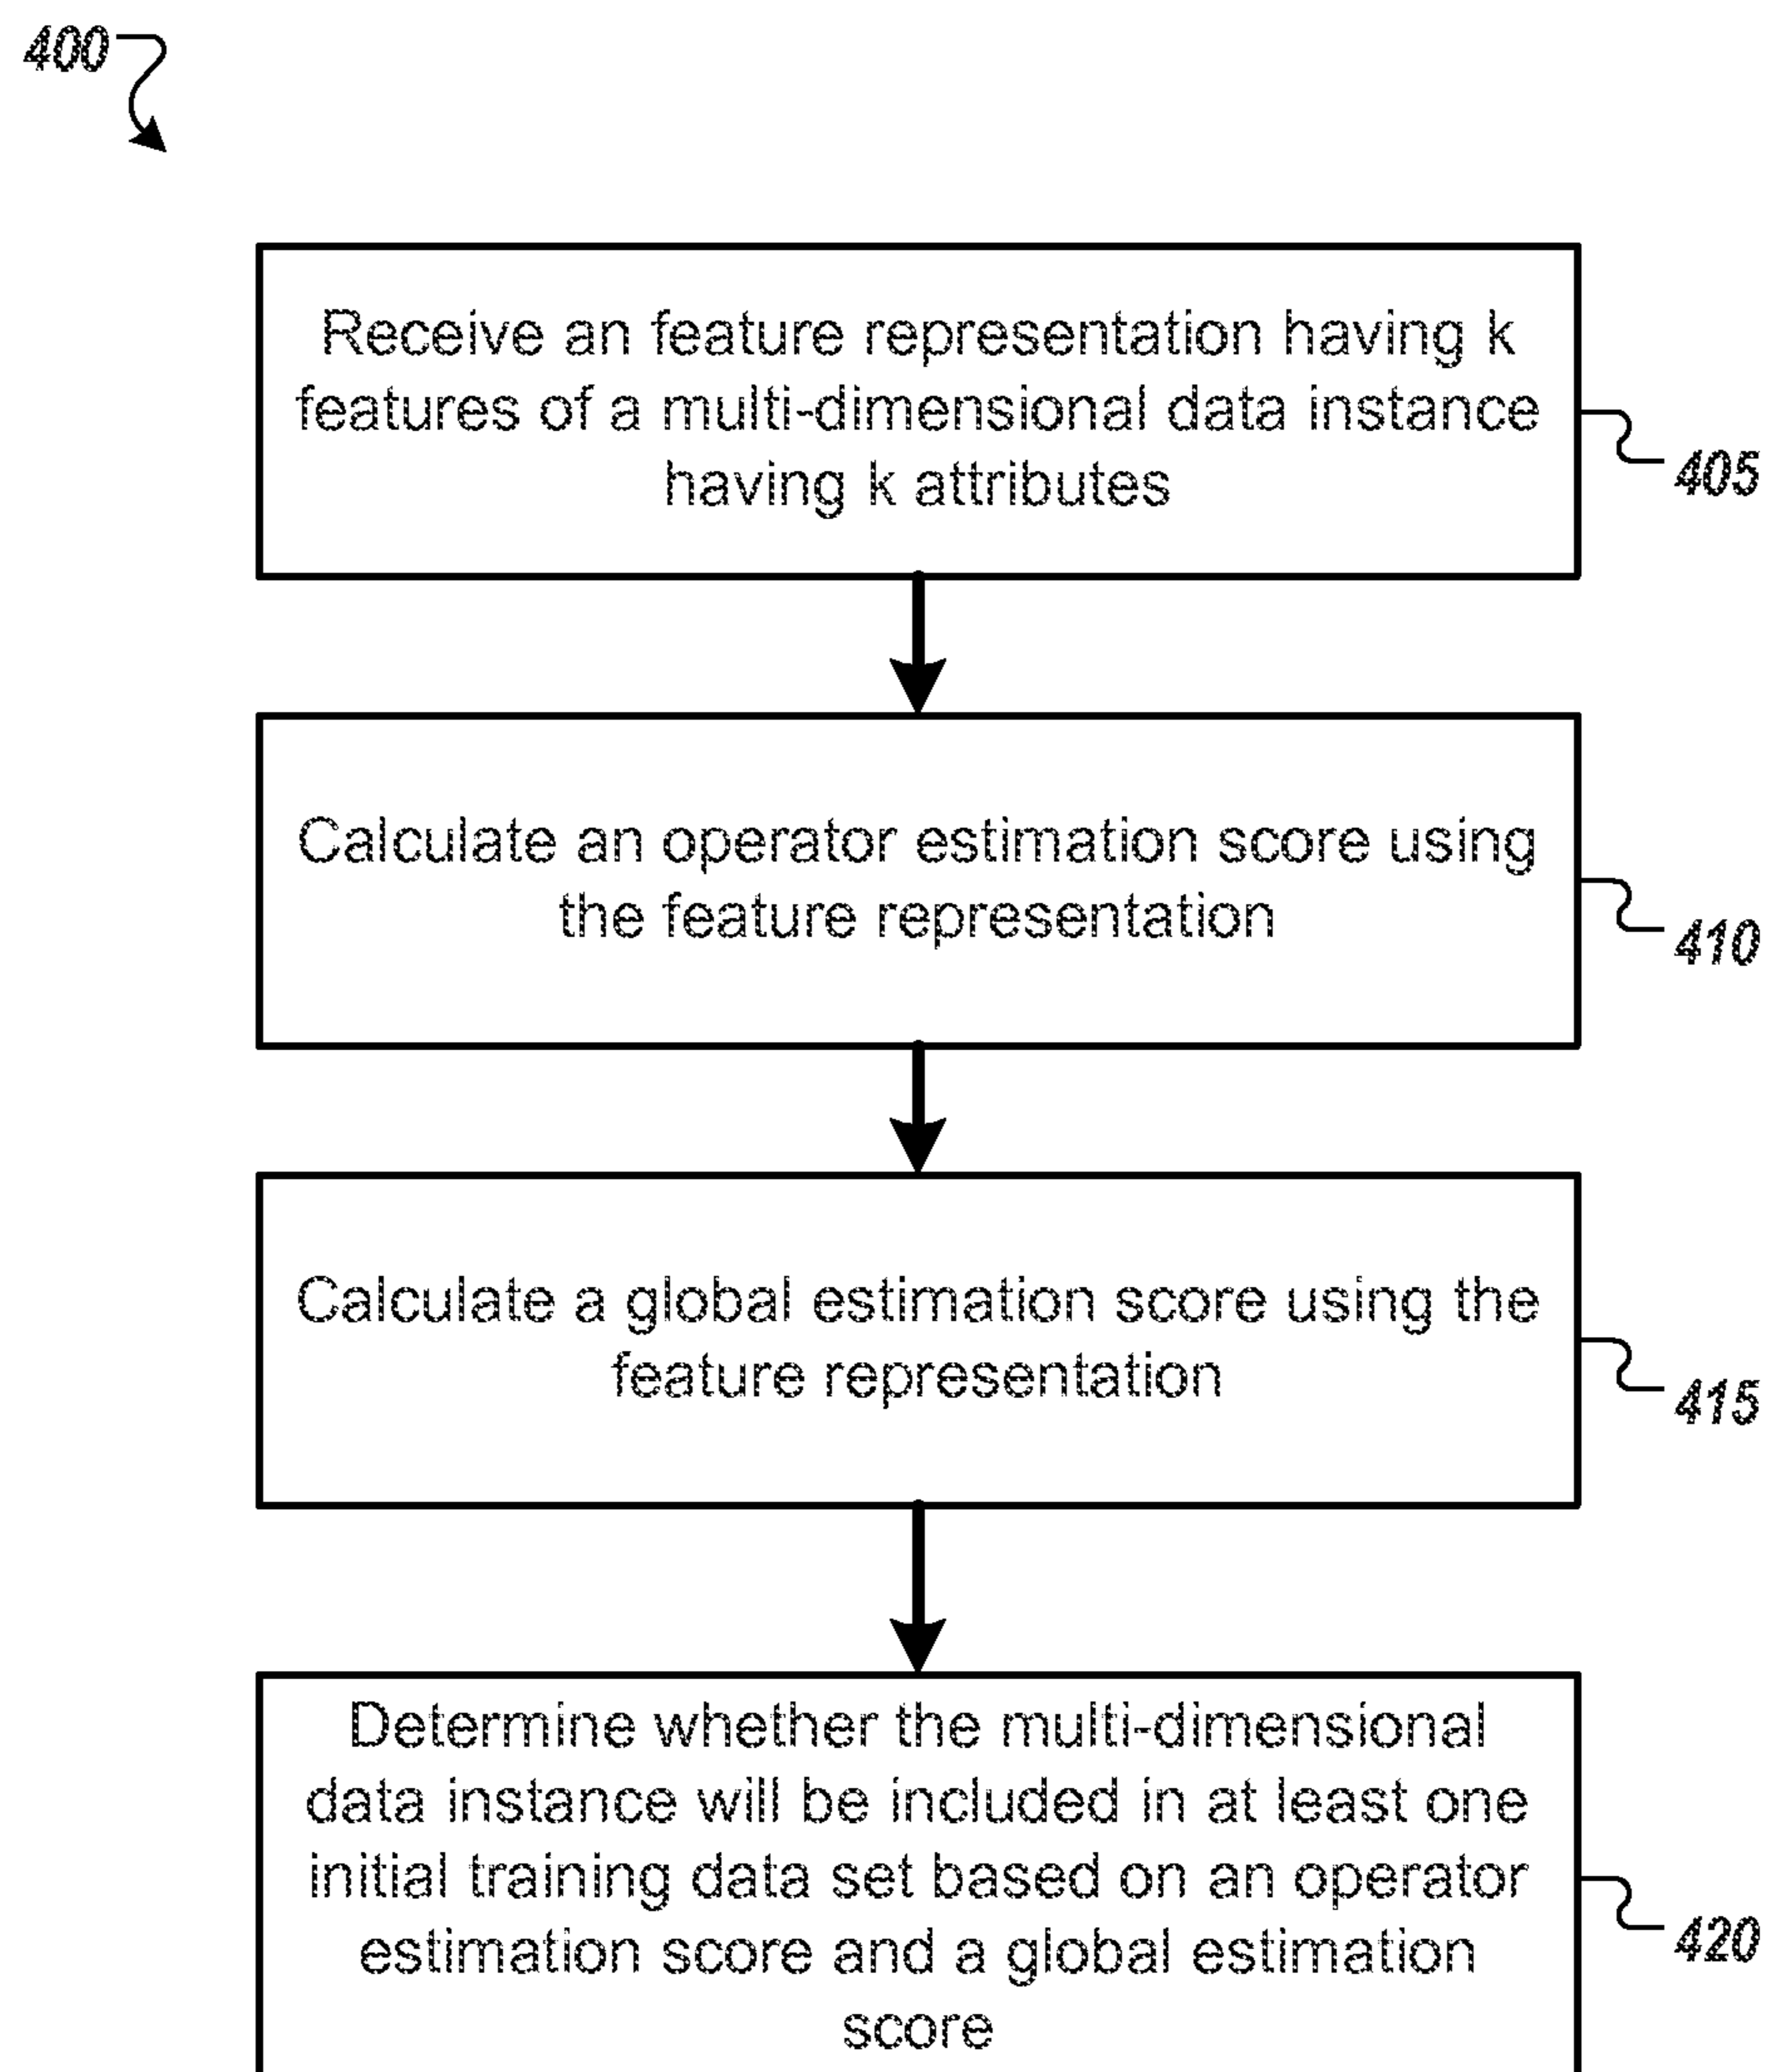 400
Receive an feature representation having k
features of a multi-dimensional data instance
having k attributes
405
Calculate an operator estimation score using
the feature representation
410
Calculate a global estimation score using the
feature representation
415
Determine whether the multi-dimensional
data instance will be included in at least one
initial training data set based on an operator
estimation score and a global estimation
score
420